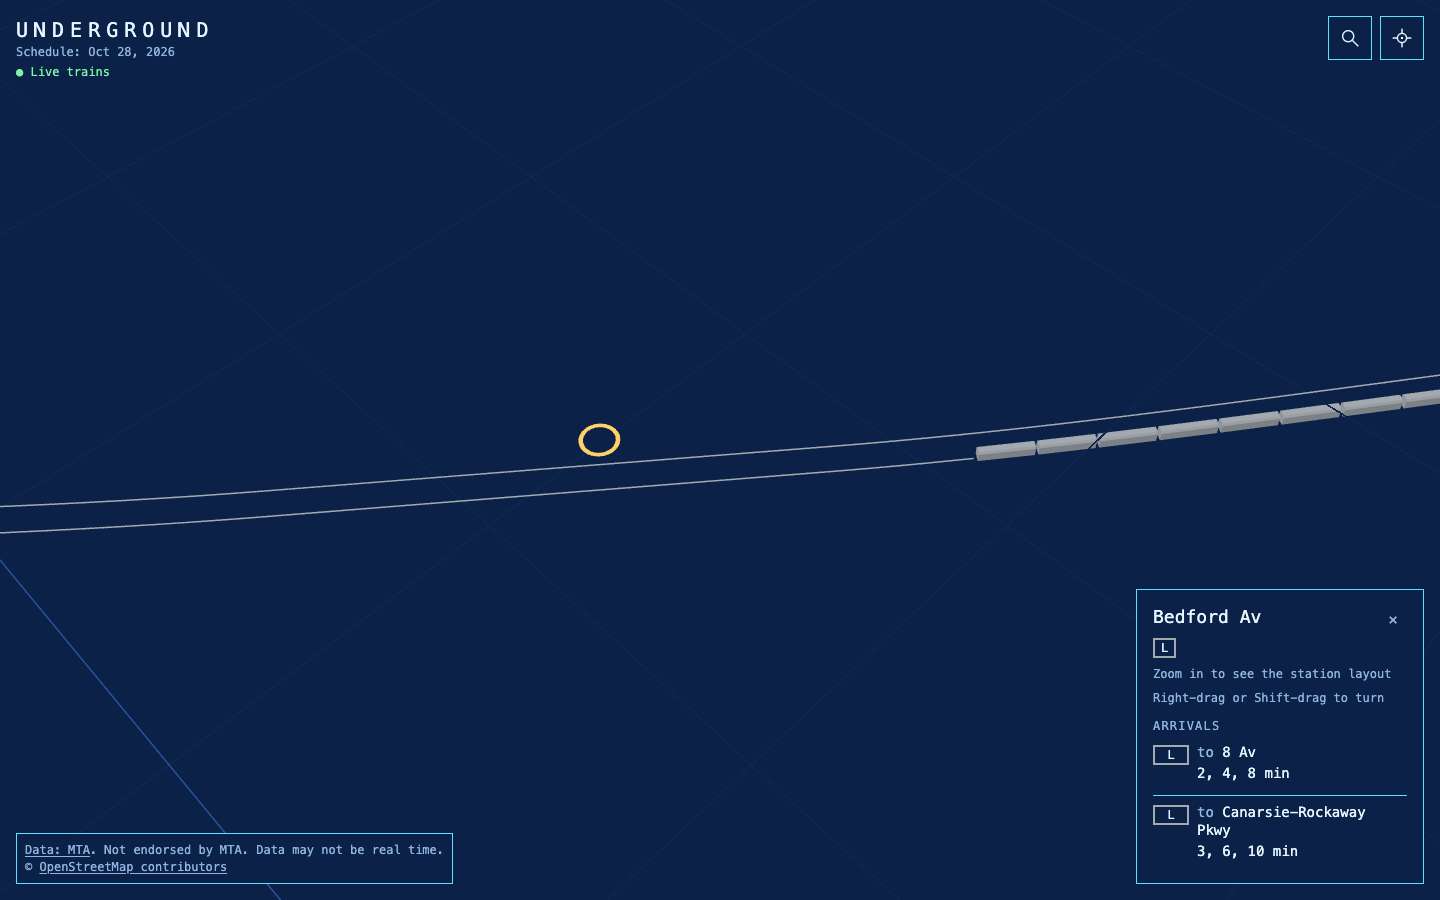 UNDERGROUND
Schedule: Oct 28, 2026
Live trains
Bedford Av
×
L
Zoom in to see the station layout
Right-drag or Shift-drag to turn
ARRIVALS
L to 8 Av
2, 4, 8 min
L to Canarsie–Rockaway
Pkwy
3, 6, 10 min
Data: MTA. Not endorsed by MTA. Data may not be real time.
© OpenStreetMap contributors